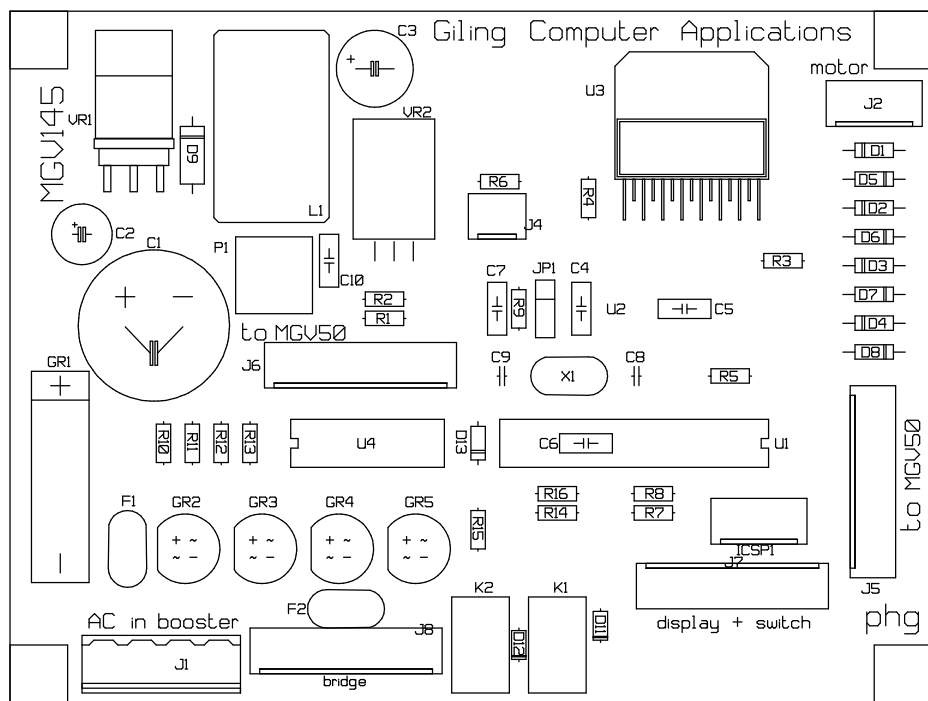 Giling Computer Applications
C3
motor
MGV145
VR1
U3
J2
D9
VR2
D1
R6
D5
R4
L1
D2
J4
C2
C1
P1
D6
C10
R3
D3
C7
JP1
C4
D7
R2
R9
U2
C5
R1
D4
to MGV50
D8
GR1
J6
C9
X1
C8
R5
R10
R11
R12
R13
U4
D13
C6
U1
to MGV50
F1
GR2
GR3
GR4
GR5
R16
R8
R15
R14
R7
+ ~
+ ~
+ ~
+ ~
~ -
~ -
~ -
~ -
ICSP1
J7
J5
F2
K2
K1
AC in booster
J8
D12
D11
display + switch
phg
J1
bridge